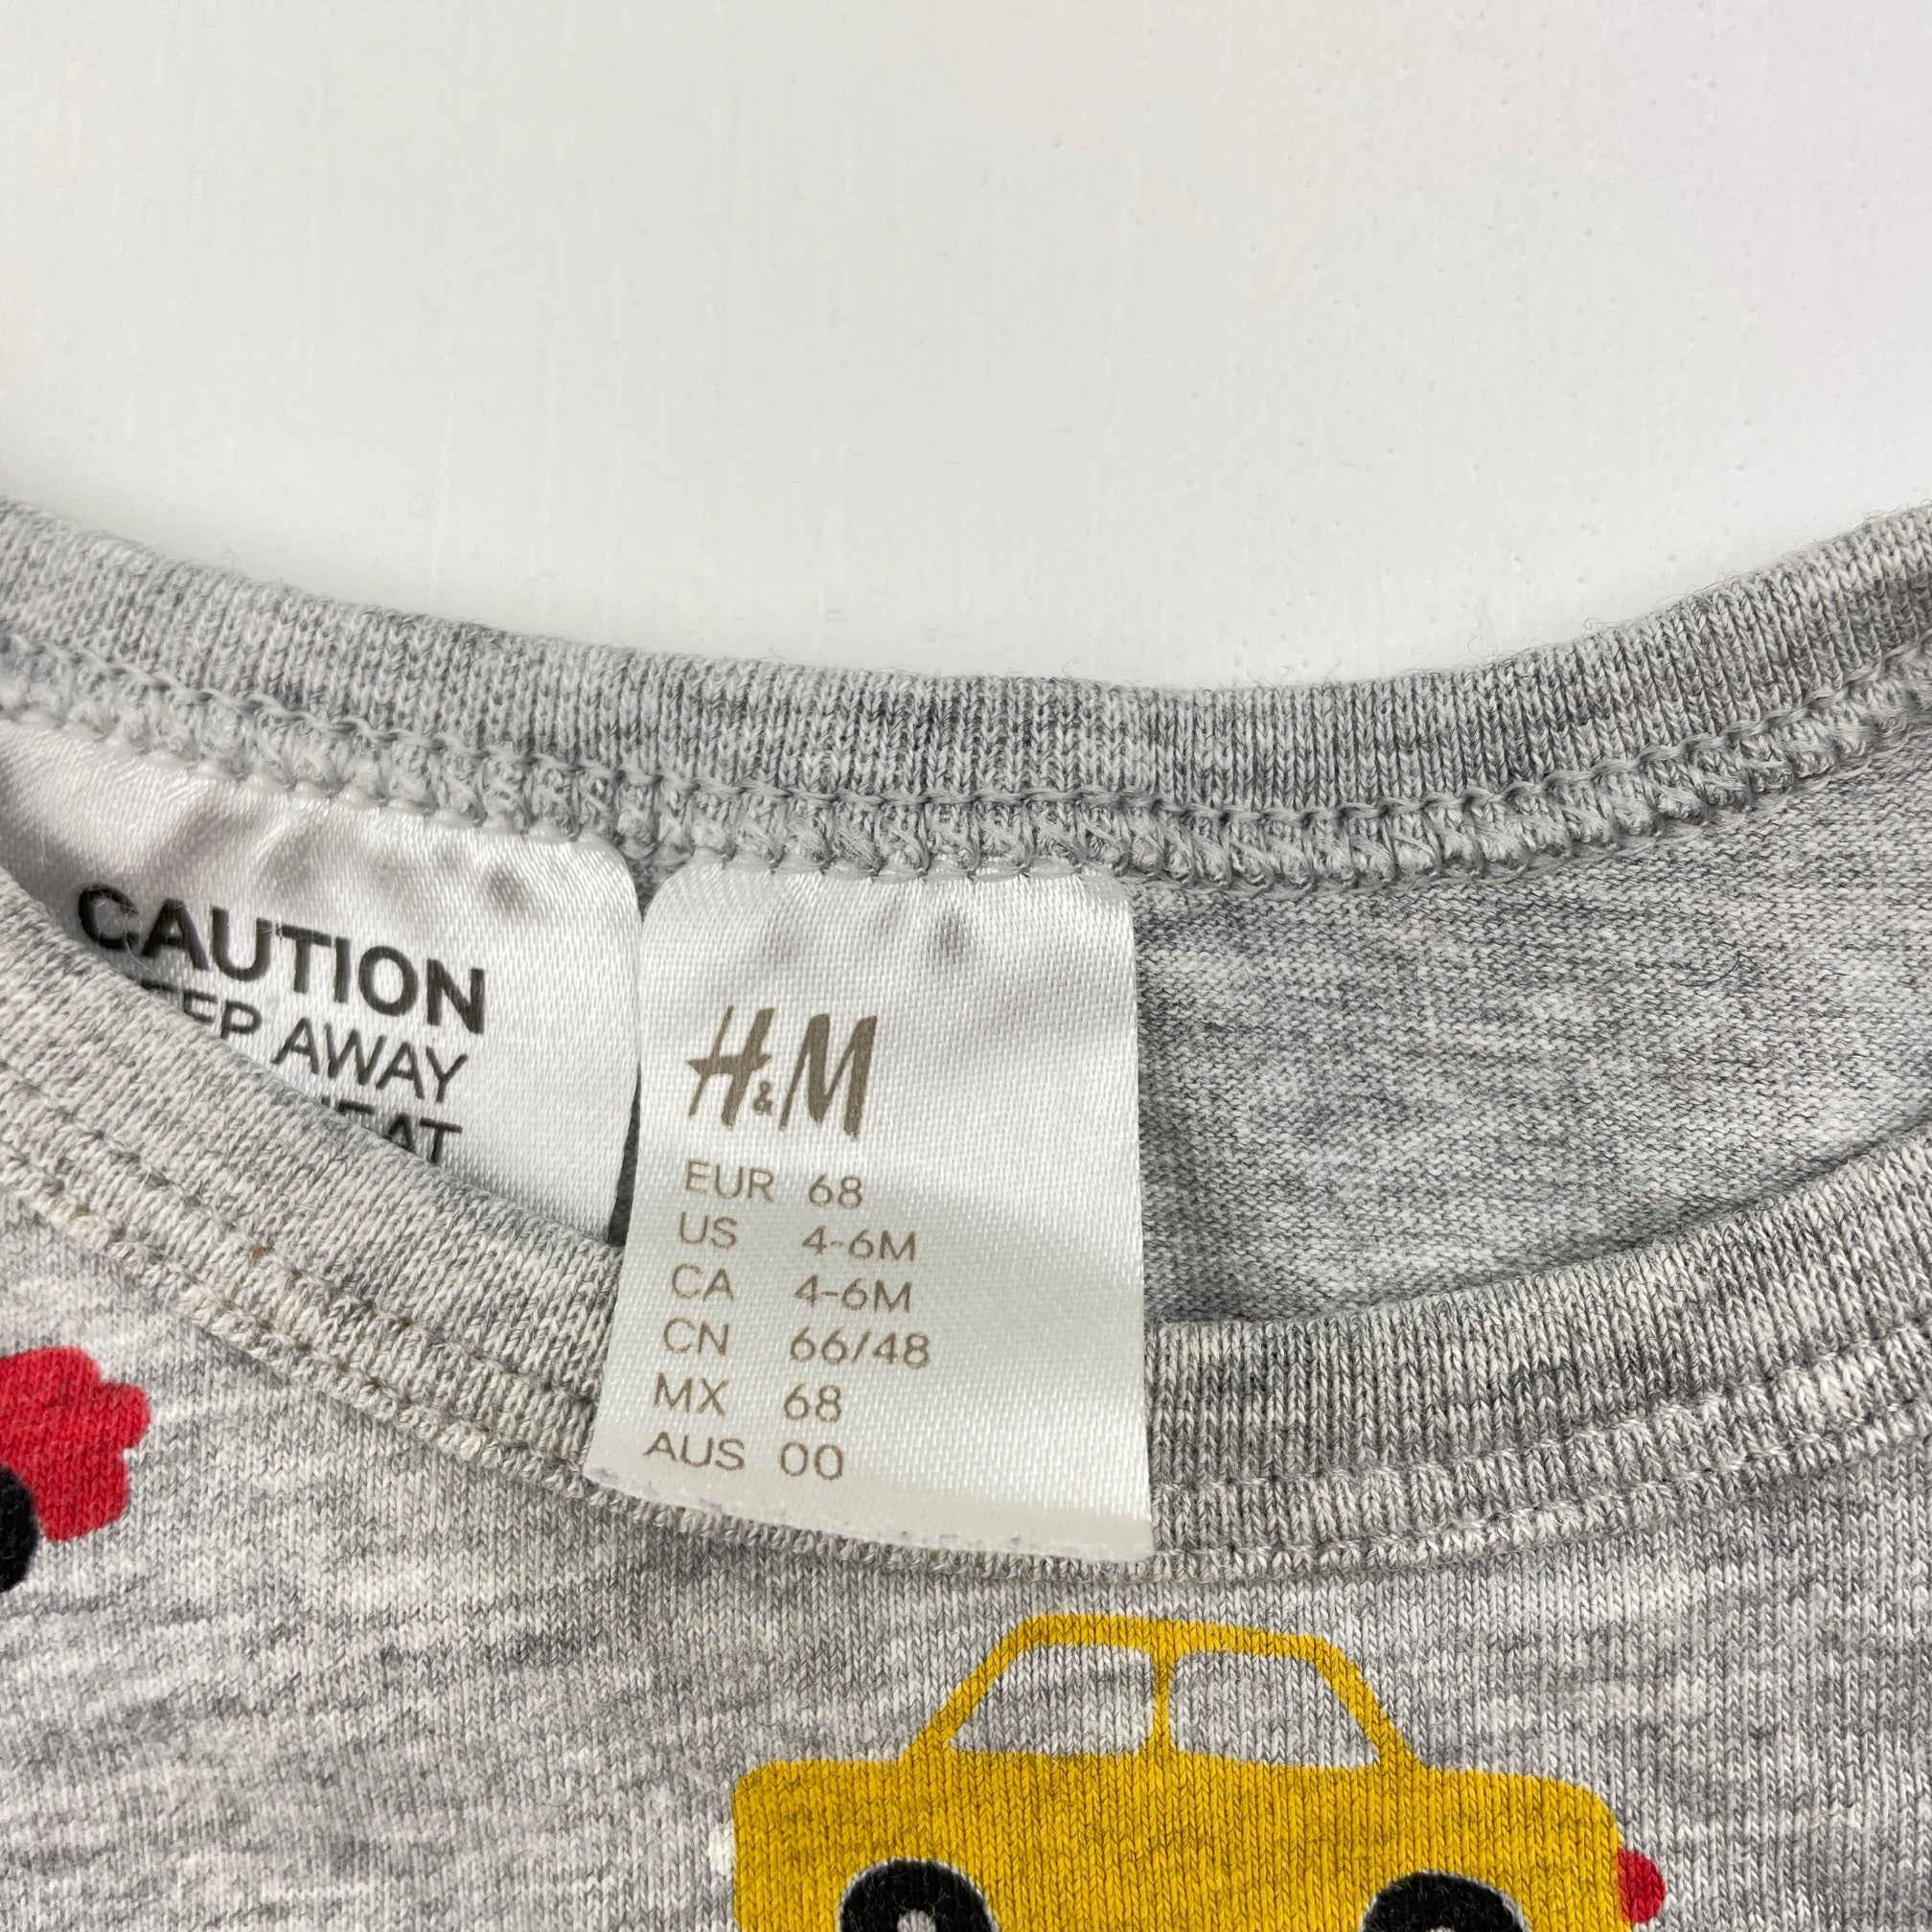 CAUTION
AWAY
H&M
EUR 68
US 4-6M
CA 4-6M
CN 66/48
MX 68
AUS 00